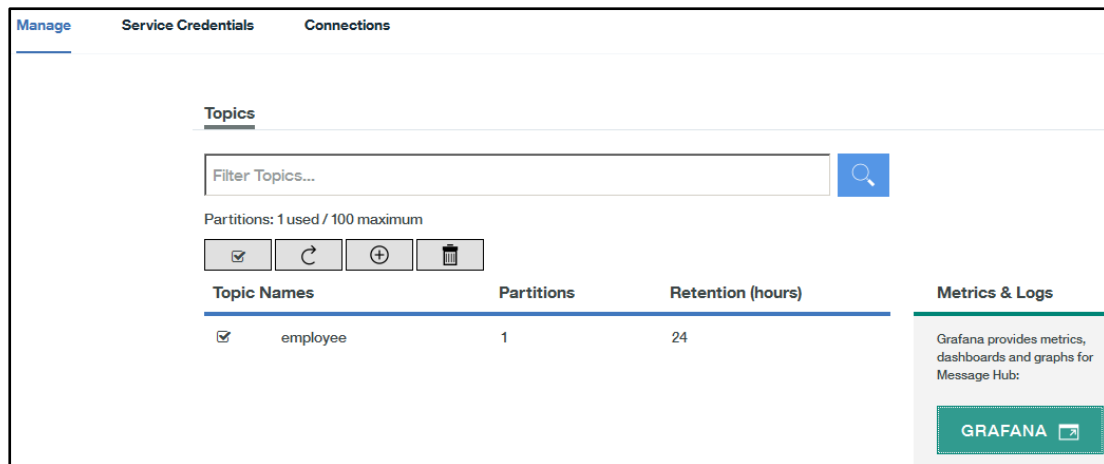 Manage Service Credentials Connections
Topics
Filter Topics...
Partitions: 1 used / 100 maximum
Topic Names Partitions Retention (hours) Metrics & Logs
employee 1 24
Grafana provides metrics,
dashboards and graphs for
Message Hub:
GRAFANA